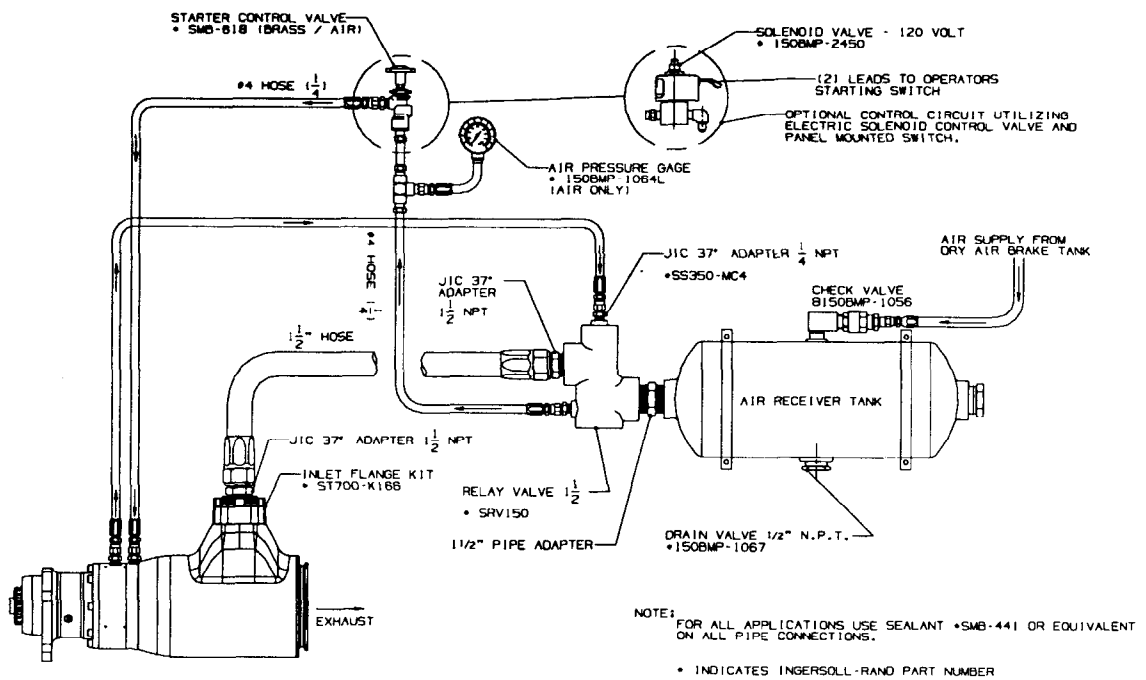 STARTER CONTROL VALVE
* SMB-618 (BRASS / AIR)
#4 HOSE (1/4)
SOLENOID VALVE - 120 VOLT
* 150BMP-2450
(2) LEADS TO OPERATORS
STARTING SWITCH
OPTIONAL CONTROL CIRCUIT UTILIZING
ELECTRIC SOLENOID CONTROL VALVE AND
PANEL MOUNTED SWITCH.
AIR PRESSURE GAGE
* 150BMP-1064L
(AIR ONLY)
#4 HOSE (1/4)
JIC 37° ADAPTER 1/4 NPT
*SS350-MC4
AIR SUPPLY FROM
DRY AIR BRAKE TANK
JIC 37°
ADAPTER
1 1/2 NPT
CHECK VALVE
8150BMP-1056
1 1/2" HOSE
AIR RECEIVER TANK
JIC 37° ADAPTER 1 1/2 NPT
INLET FLANGE KIT
* ST700-K166
RELAY VALVE 1 1/2
* SRV150
1 1/2" PIPE ADAPTER
DRAIN VALVE 1/2" N.P.T.
*150BMP-1067
EXHAUST
NOTE:
FOR ALL APPLICATIONS USE SEALANT *SMB-441 OR EQUIVALENT
ON ALL PIPE CONNECTIONS.
* INDICATES INGERSOLL-RAND PART NUMBER